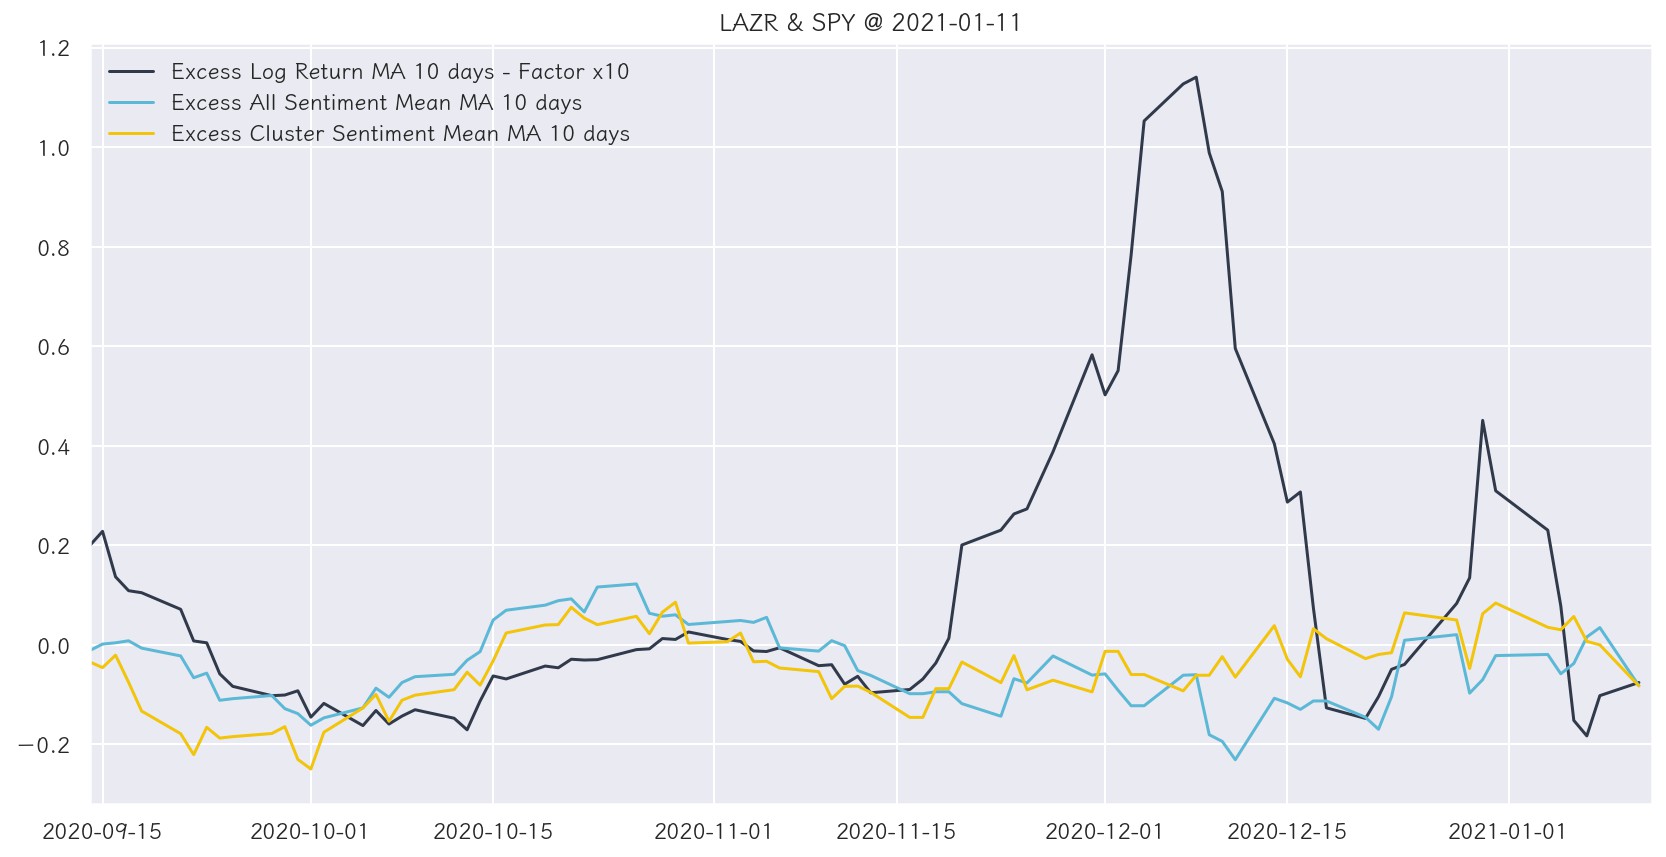 LAZR & SPY @ 2021-01-11
1.2
1.0
0.8
0.6
0.4
0.2
0.0
−0.2
Excess Log Return MA 10 days - Factor x10
Excess All Sentiment Mean MA 10 days
Excess Cluster Sentiment Mean MA 10 days
2020-09-15 2020-10-01 2020-10-15 2020-11-01 2020-11-15 2020-12-01 2020-12-15 2021-01-01